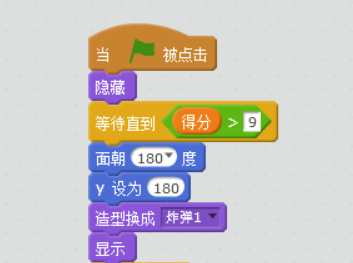 当 被点击
隐藏
等待直到 得分 > 9
面朝 180 度
y 设为 180
造型换成 炸弹1
显示